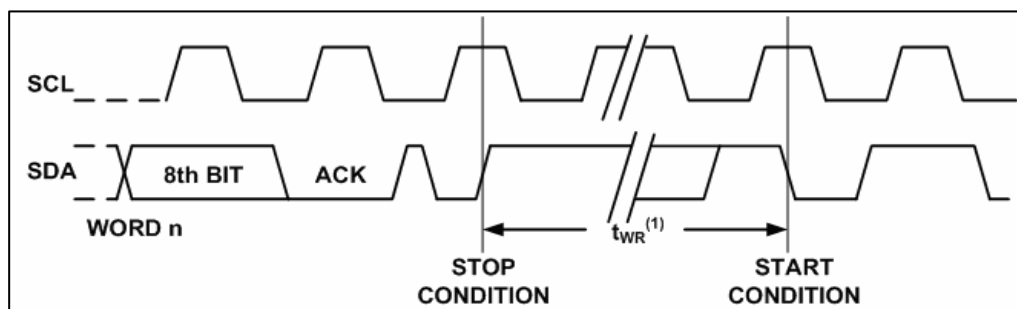 SCL
SDA
8th BIT
ACK
WORD n
tWR(1)
STOP
CONDITION
START
CONDITION